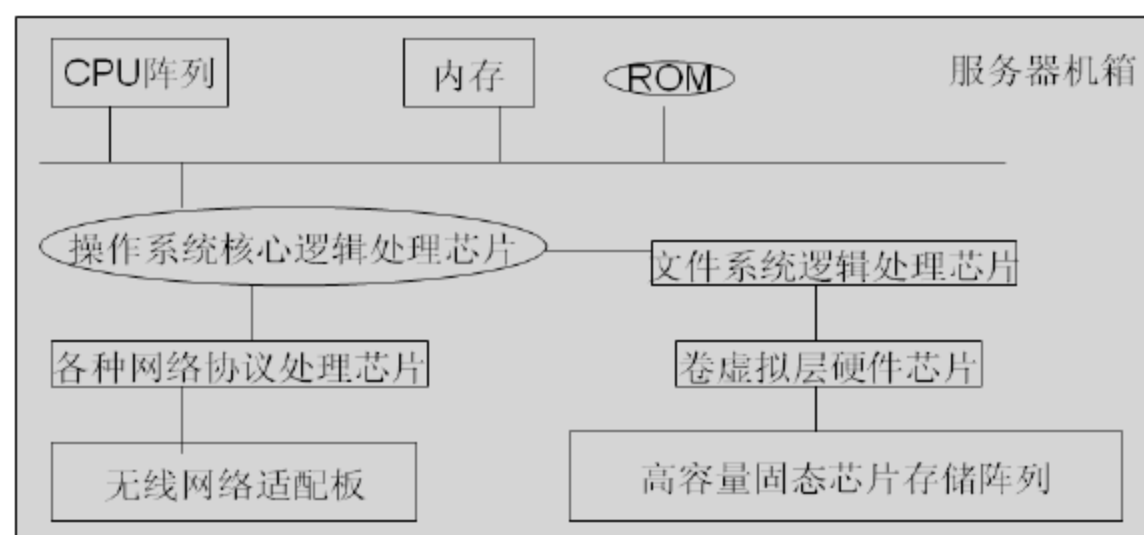 CPU阵列
内存
ROM
服务器机箱
操作系统核心逻辑处理芯片
文件系统逻辑处理芯片
各种网络协议处理芯片
卷虚拟层硬件芯片
无线网络适配板
高容量固态芯片存储阵列